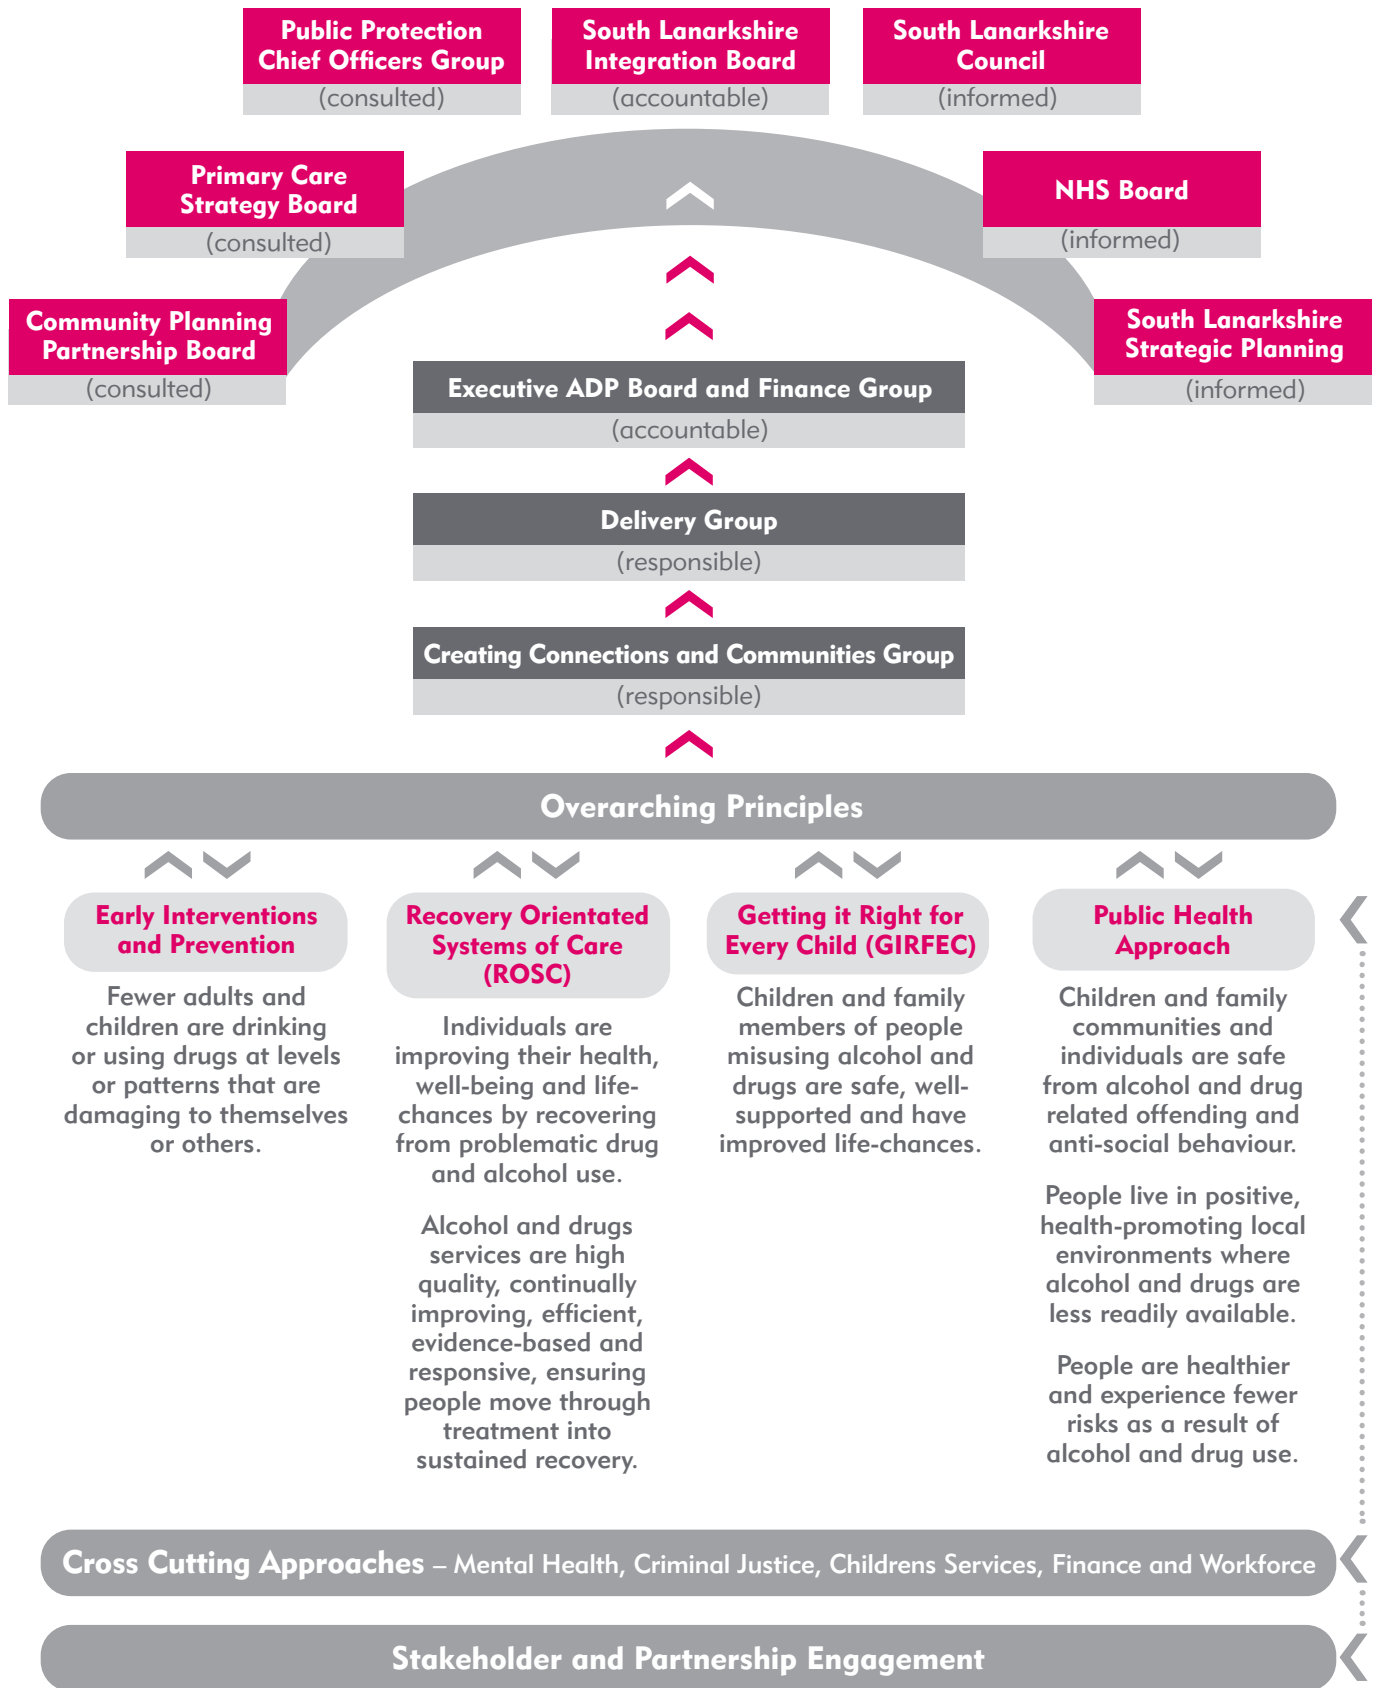 Public Protection
Chief Officers Group
(consulted)
South Lanarkshire
Integration Board
(accountable)
South Lanarkshire
Council
(informed)
Primary Care
Strategy Board
(consulted)
NHS Board
(informed)
Community Planning
Partnership Board
(consulted)
South Lanarkshire
Strategic Planning
(informed)
Executive ADP Board and Finance Group
(accountable)
Delivery Group
(responsible)
Creating Connections and Communities Group
(responsible)
Overarching Principles
Early Interventions
and Prevention
Fewer adults and
children are drinking
or using drugs at levels
or patterns that are
damaging to themselves
or others.
Recovery Orientated
Systems of Care
(ROSC)
Individuals are
improving their health,
well-being and life-
chances by recovering
from problematic drug
and alcohol use.
Alcohol and drugs
services are high
quality, continually
improving, efficient,
evidence-based and
responsive, ensuring
people move through
treatment into
sustained recovery.
Getting it Right for
Every Child (GIRFEC)
Children and family
members of people
misusing alcohol and
drugs are safe, well-
supported and have
improved life-chances.
Public Health
Approach
Children and family
communities and
individuals are safe
from alcohol and drug
related offending and
anti-social behaviour.
People live in positive,
health-promoting local
environments where
alcohol and drugs are
less readily available.
People are healthier
and experience fewer
risks as a result of
alcohol and drug use.
Cross Cutting Approaches – Mental Health, Criminal Justice, Childrens Services, Finance and Workforce
Stakeholder and Partnership Engagement